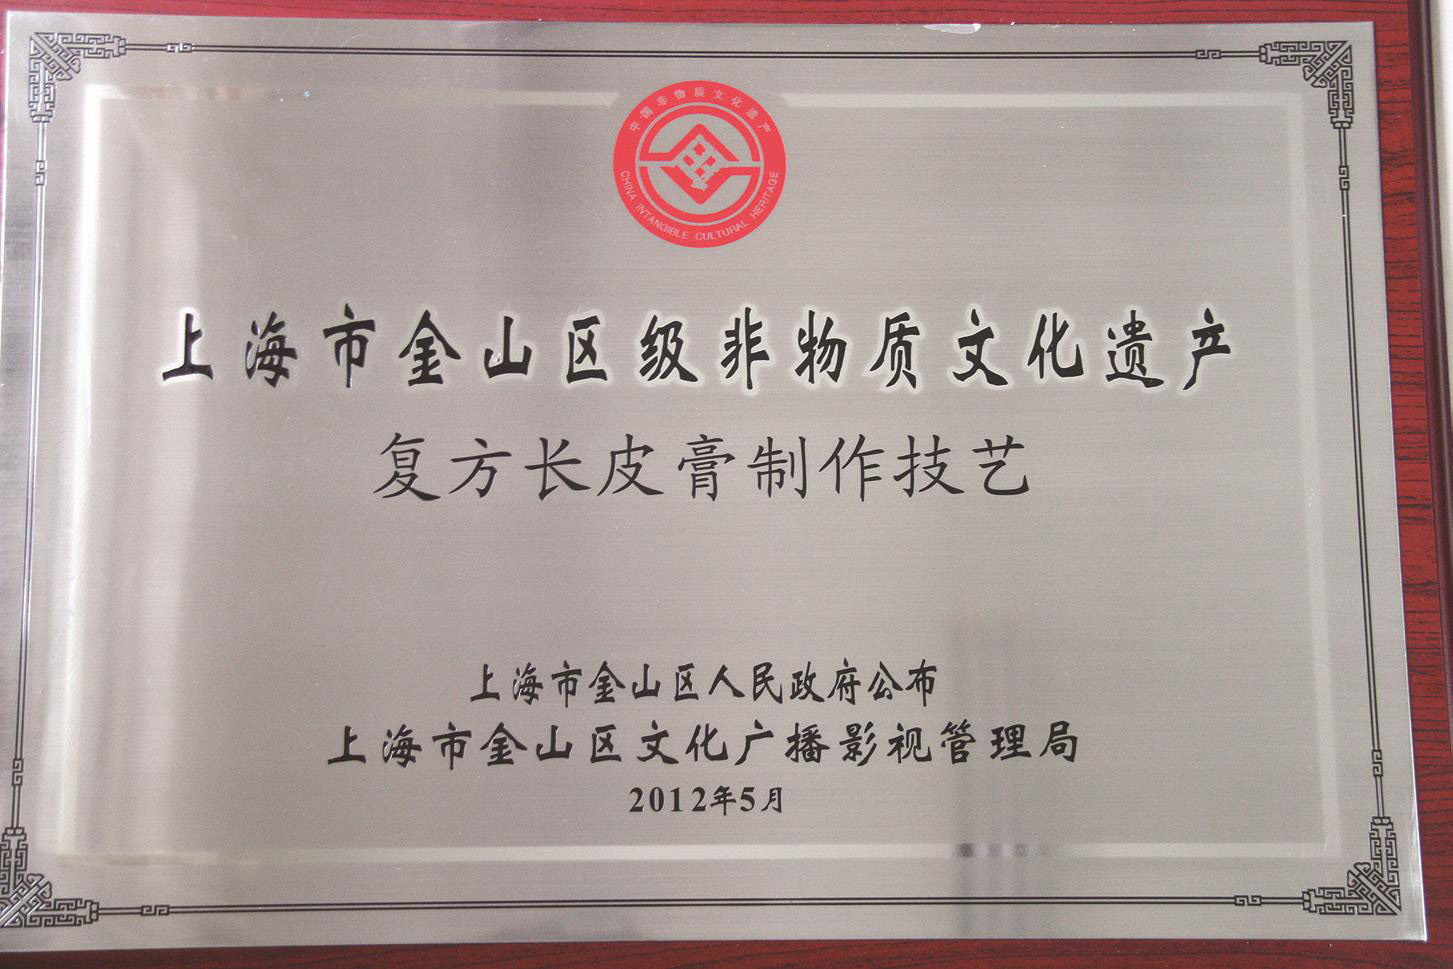 中国非物质文化遗产
CHINA INTANGIBLE CULTURAL HERITAGE
上海市金山区级非物质文化遗产
复方长皮膏制作技艺
上海市金山区人民政府公布
上海市金山区文化广播影视管理局
2012年5月